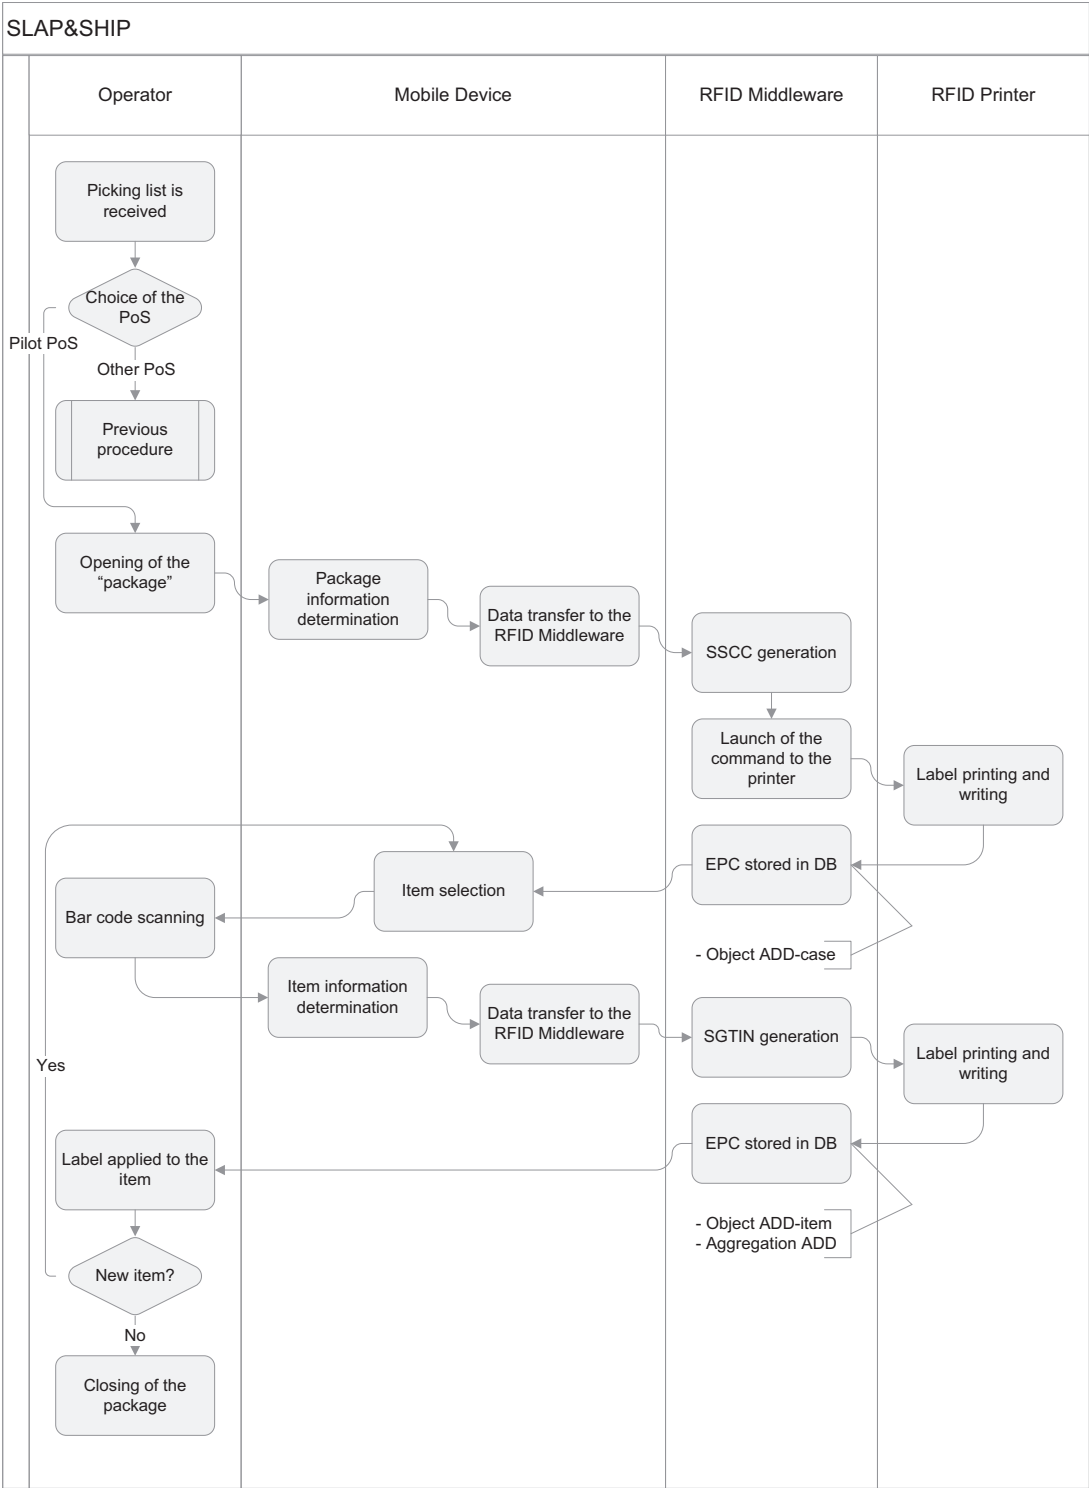 SLAP&SHIP
Operator
Mobile Device
RFID Middleware
RFID Printer
Picking list is
received
Choice of the
PoS
Pilot PoS
Other PoS
Previous
procedure
Opening of the
“package”
Package
information
determination
Data transfer to the
RFID Middleware
SSCC generation
Launch of the
command to the
printer
Label printing and
writing
EPC stored in DB
- Object ADD-case
Item selection
Bar code scanning
Item information
determination
Data transfer to the
RFID Middleware
SGTIN generation
Label printing and
writing
EPC stored in DB
- Object ADD-item
- Aggregation ADD
Label applied to the
item
New item?
Yes
No
Closing of the
package